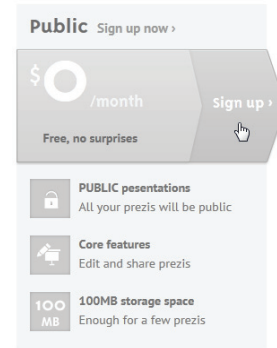 Public Sign up now ›
$0 /month
Sign up ›
Free, no surprises
PUBLIC pesentations
All your prezis will be public
Core features
Edit and share prezis
100 MB
100MB storage space
Enough for a few prezis